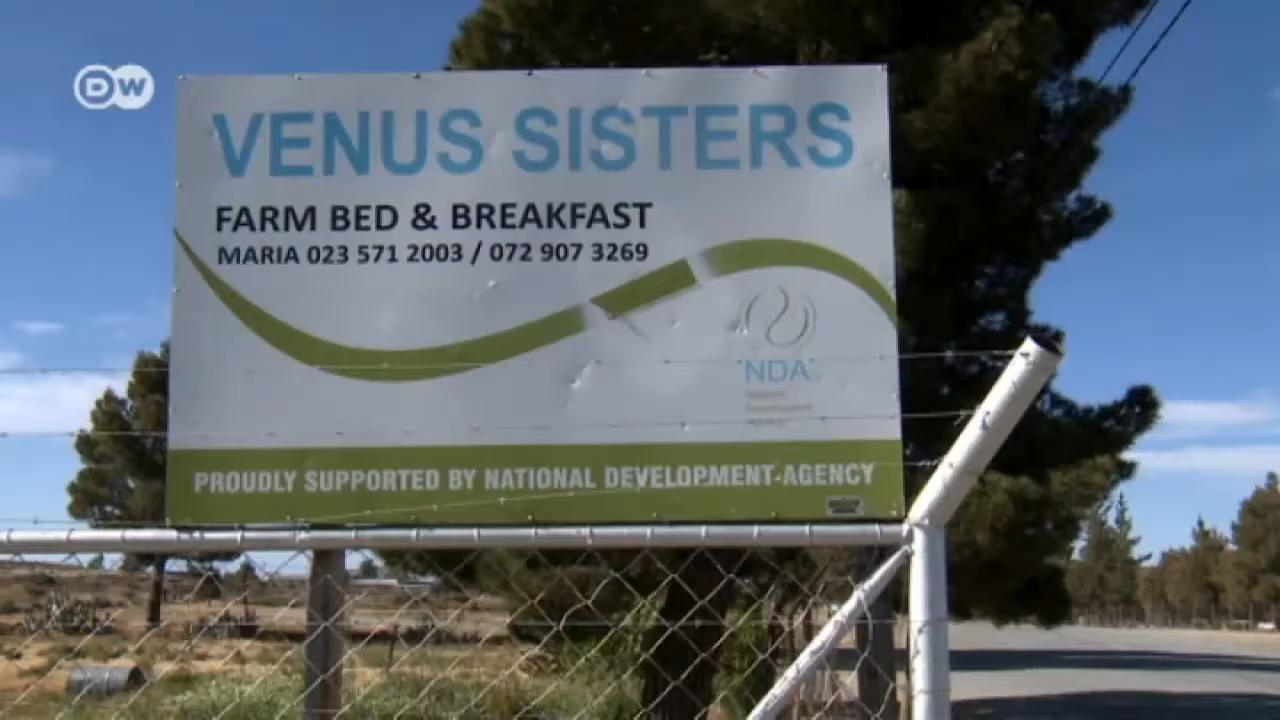 DW
VENUS SISTERS
FARM BED & BREAKFAST
MARIA 023 571 2003 / 072 907 3269
NDA
PROUDLY SUPPORTED BY NATIONAL DEVELOPMENT AGENCY